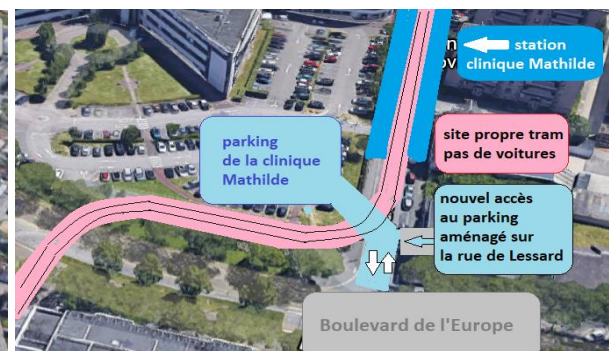 station
clinique Mathilde
parking
de la clinique
Mathilde
site propre tram
pas de voitures
nouvel accès
au parking
aménagé sur
la rue de Lessard
Boulevard de l'Europe